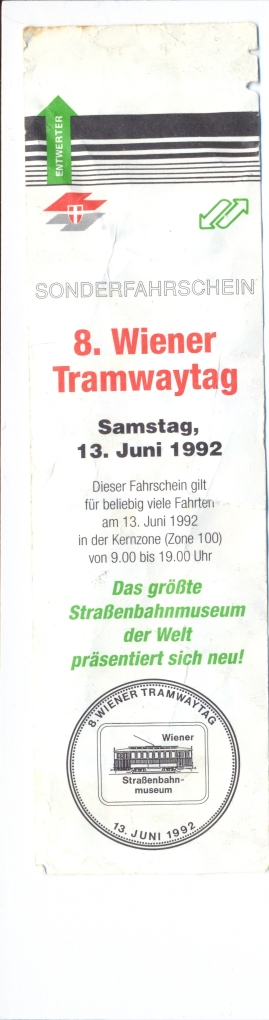 ENTWERTER
SONDERFAHRSCHEIN
8. Wiener
Tramwaytag
Samstag,
13. Juni 1992
Dieser Fahrschein gilt
für beliebig viele Fahrten
am 13. Juni 1992
in der Kernzone (Zone 100)
von 9.00 bis 19.00 Uhr
Das größte
Straßenbahnmuseum
der Welt
präsentiert sich neu!
8. WIENER TRAMWAYTAG
Wiener
Straßenbahn-
museum
13. JUNI 1992